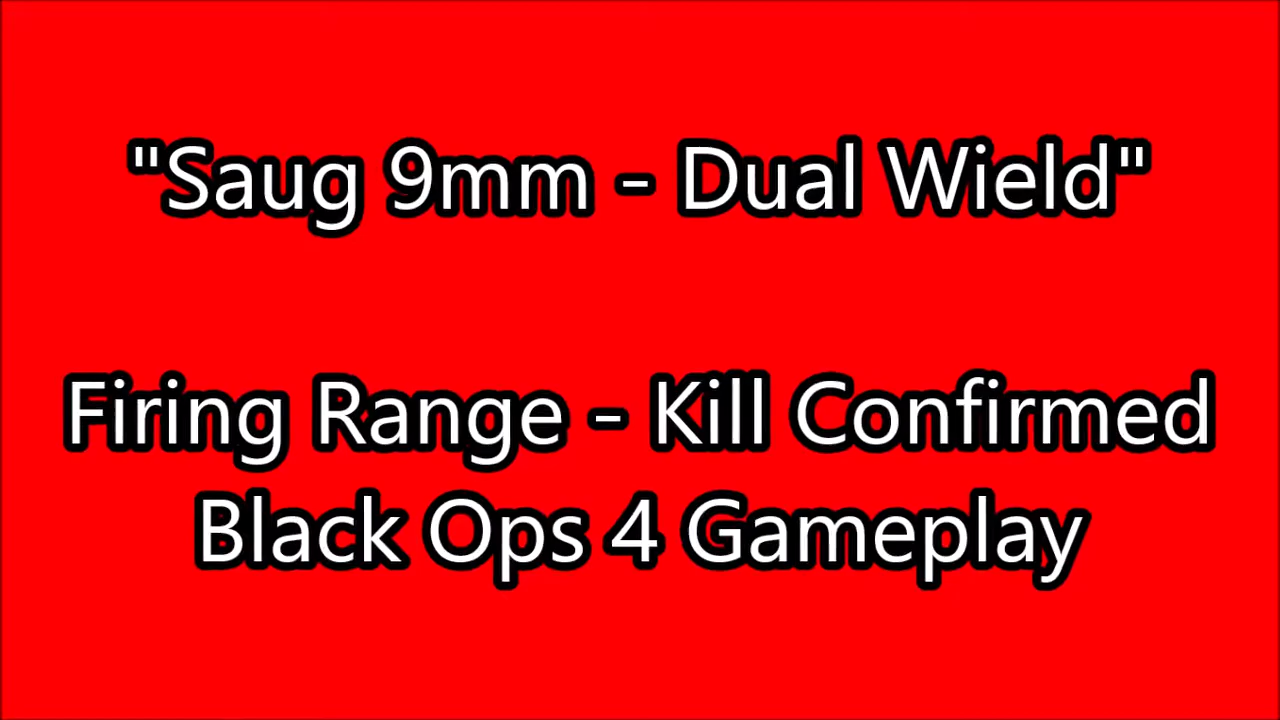 "Saug 9mm - Dual Wield"
Firing Range - Kill Confirmed
Black Ops 4 Gameplay